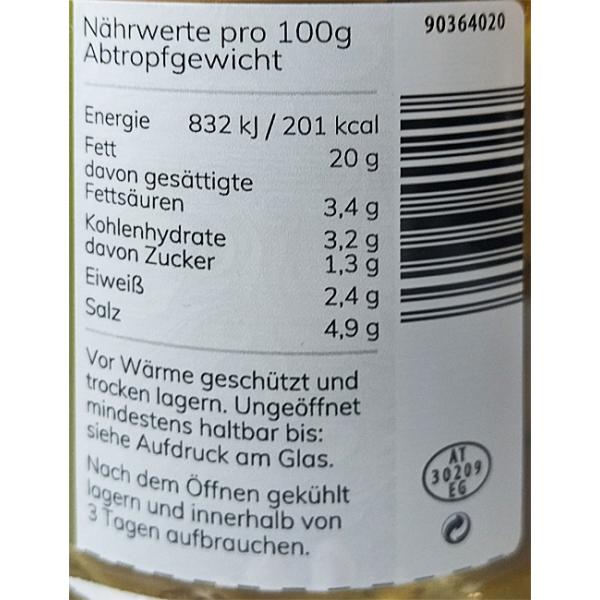 Nährwerte pro 100g
Abtropfgewicht
90364020
Energie 832 kJ / 201 kcal
Fett 20 g
davon gesättigte
Fettsäuren 3,4 g
Kohlenhydrate 3,2 g
davon Zucker 1,3 g
Eiweiß 2,4 g
Salz 4,9 g
Vor Wärme geschützt und
trocken lagern. Ungeöffnet
mindestens haltbar bis:
siehe Aufdruck am Glas.
Nach dem Öffnen gekühlt
lagern und innerhalb von
3 Tagen aufbrauchen.
AT
30209
EG